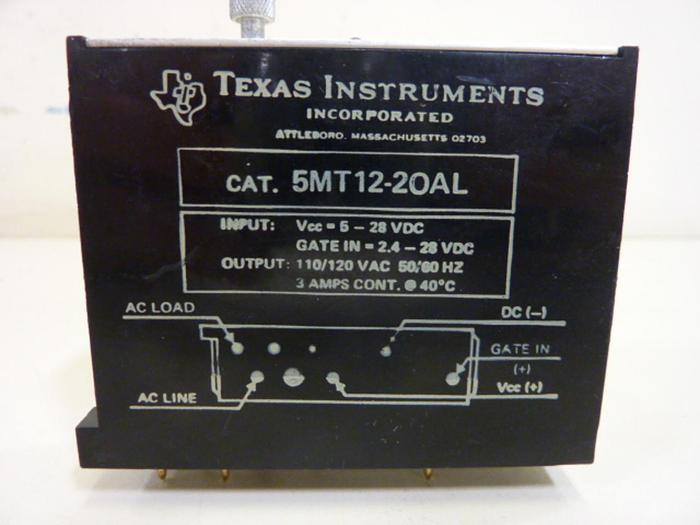 TEXAS INSTRUMENTS
INCORPORATED
ATTLEBORO, MASSACHUSETTS 02703
CAT. 5MT12-20AL
INPUT: Vcc = 5 – 28 VDC
GATE IN = 2.4 – 28 VDC
OUTPUT: 110/120 VAC 50/60 HZ
3 AMPS CONT. @ 40°C
AC LOAD
DC (–)
GATE IN
(+)
AC LINE
Vcc (+)